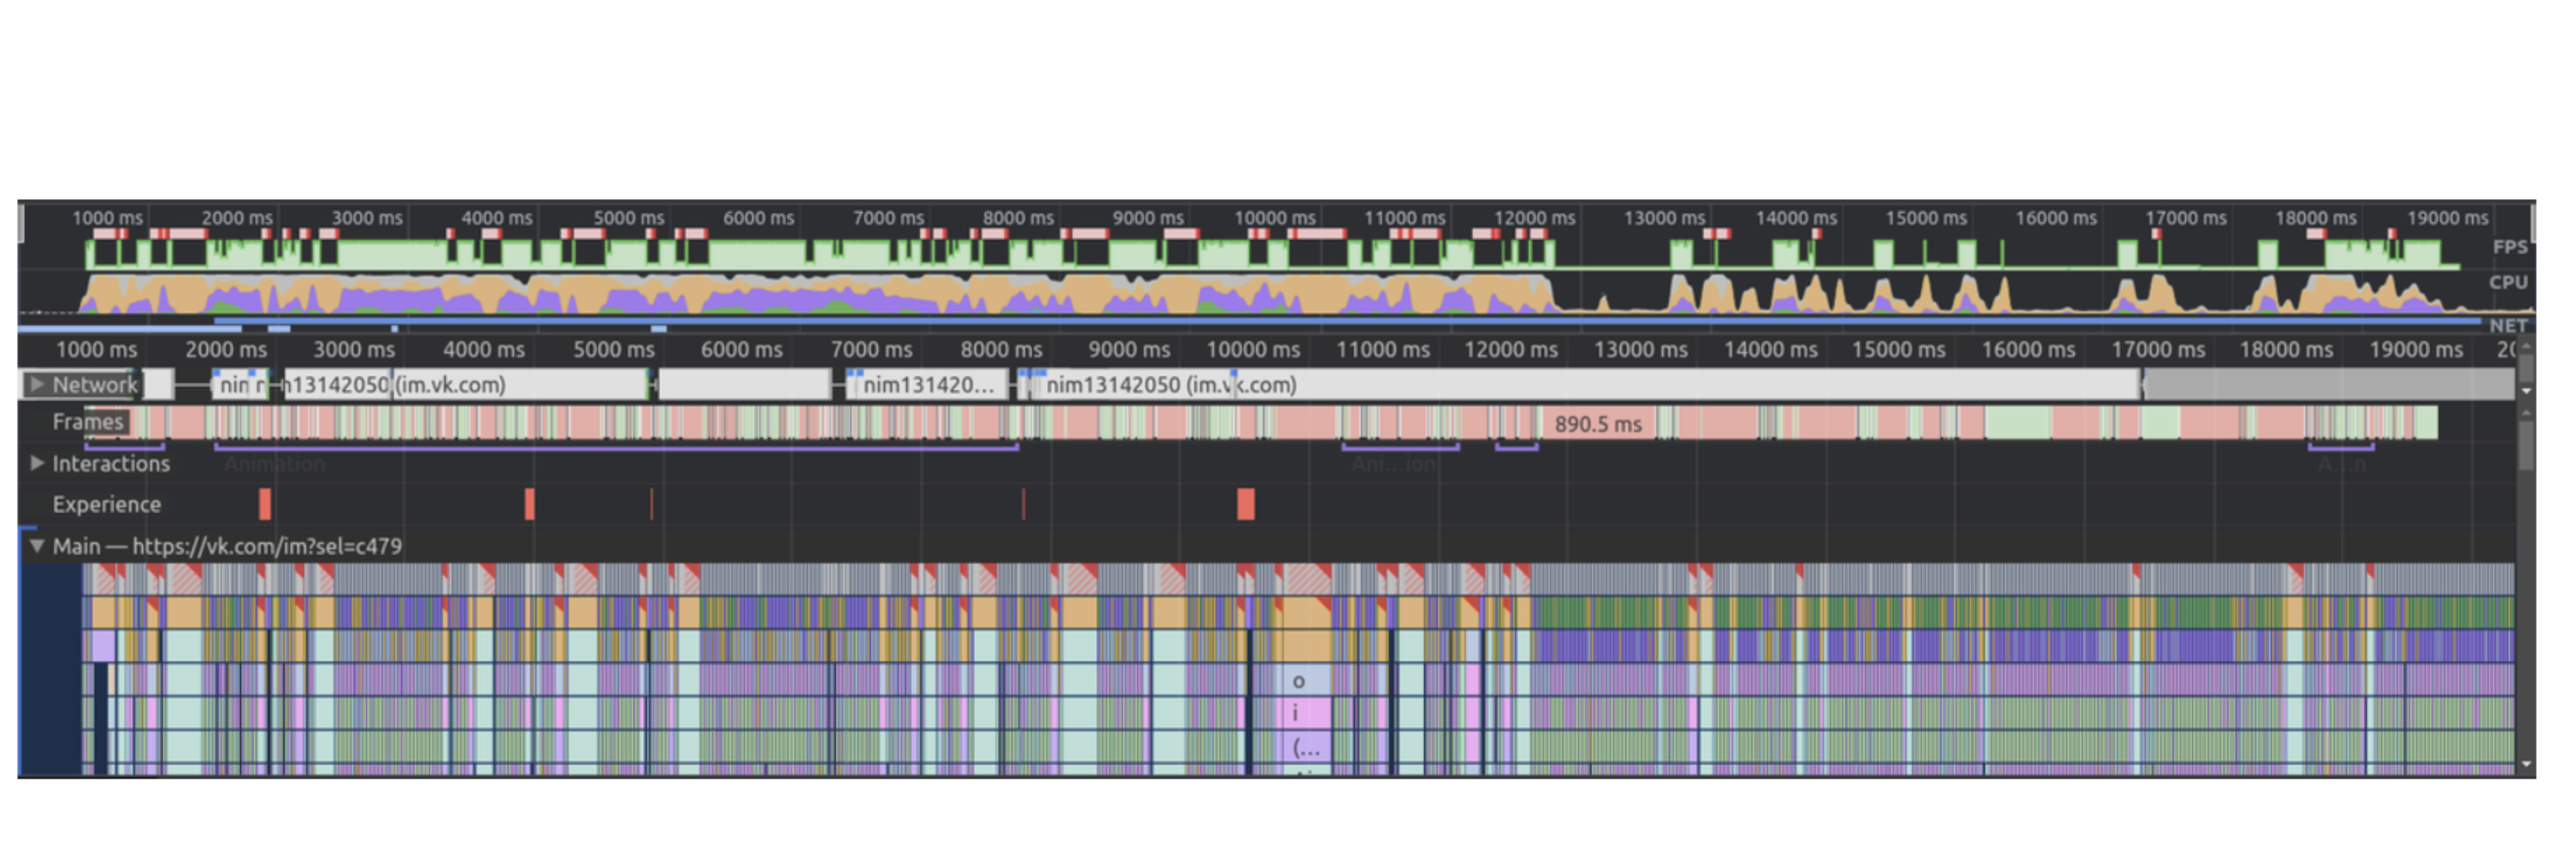 1000 ms 2000 ms 3000 ms 4000 ms 5000 ms 6000 ms 7000 ms 8000 ms 9000 ms 10000 ms 11000 ms 12000 ms 13000 ms 14000 ms 15000 ms 16000 ms 17000 ms 18000 ms 19000 ms
FPS
CPU
NET
1000 ms 2000 ms 3000 ms 4000 ms 5000 ms 6000 ms 7000 ms 8000 ms 9000 ms 10000 ms 11000 ms 12000 ms 13000 ms 14000 ms 15000 ms 16000 ms 17000 ms 18000 ms 19000 ms 20
Network nim n h13142050 (im.vk.com) nim131420... nim13142050 (im.vk.com)
Frames 890.5 ms
Interactions Animation Ani...ion A...n
Experience
Main — https://vk.com/im?sel=c479
o
i
(...